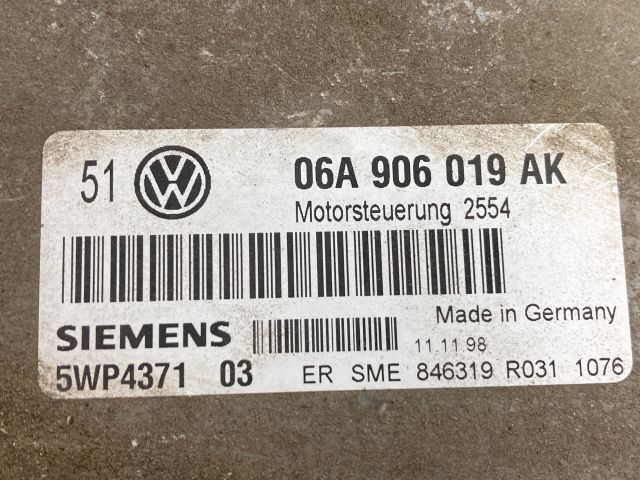 51 VW 06A 906 019 AK
Motorsteuerung 2554
Made in Germany
SIEMENS 11.11.98
5WP4371 03 ER SME 846319 R031 1076